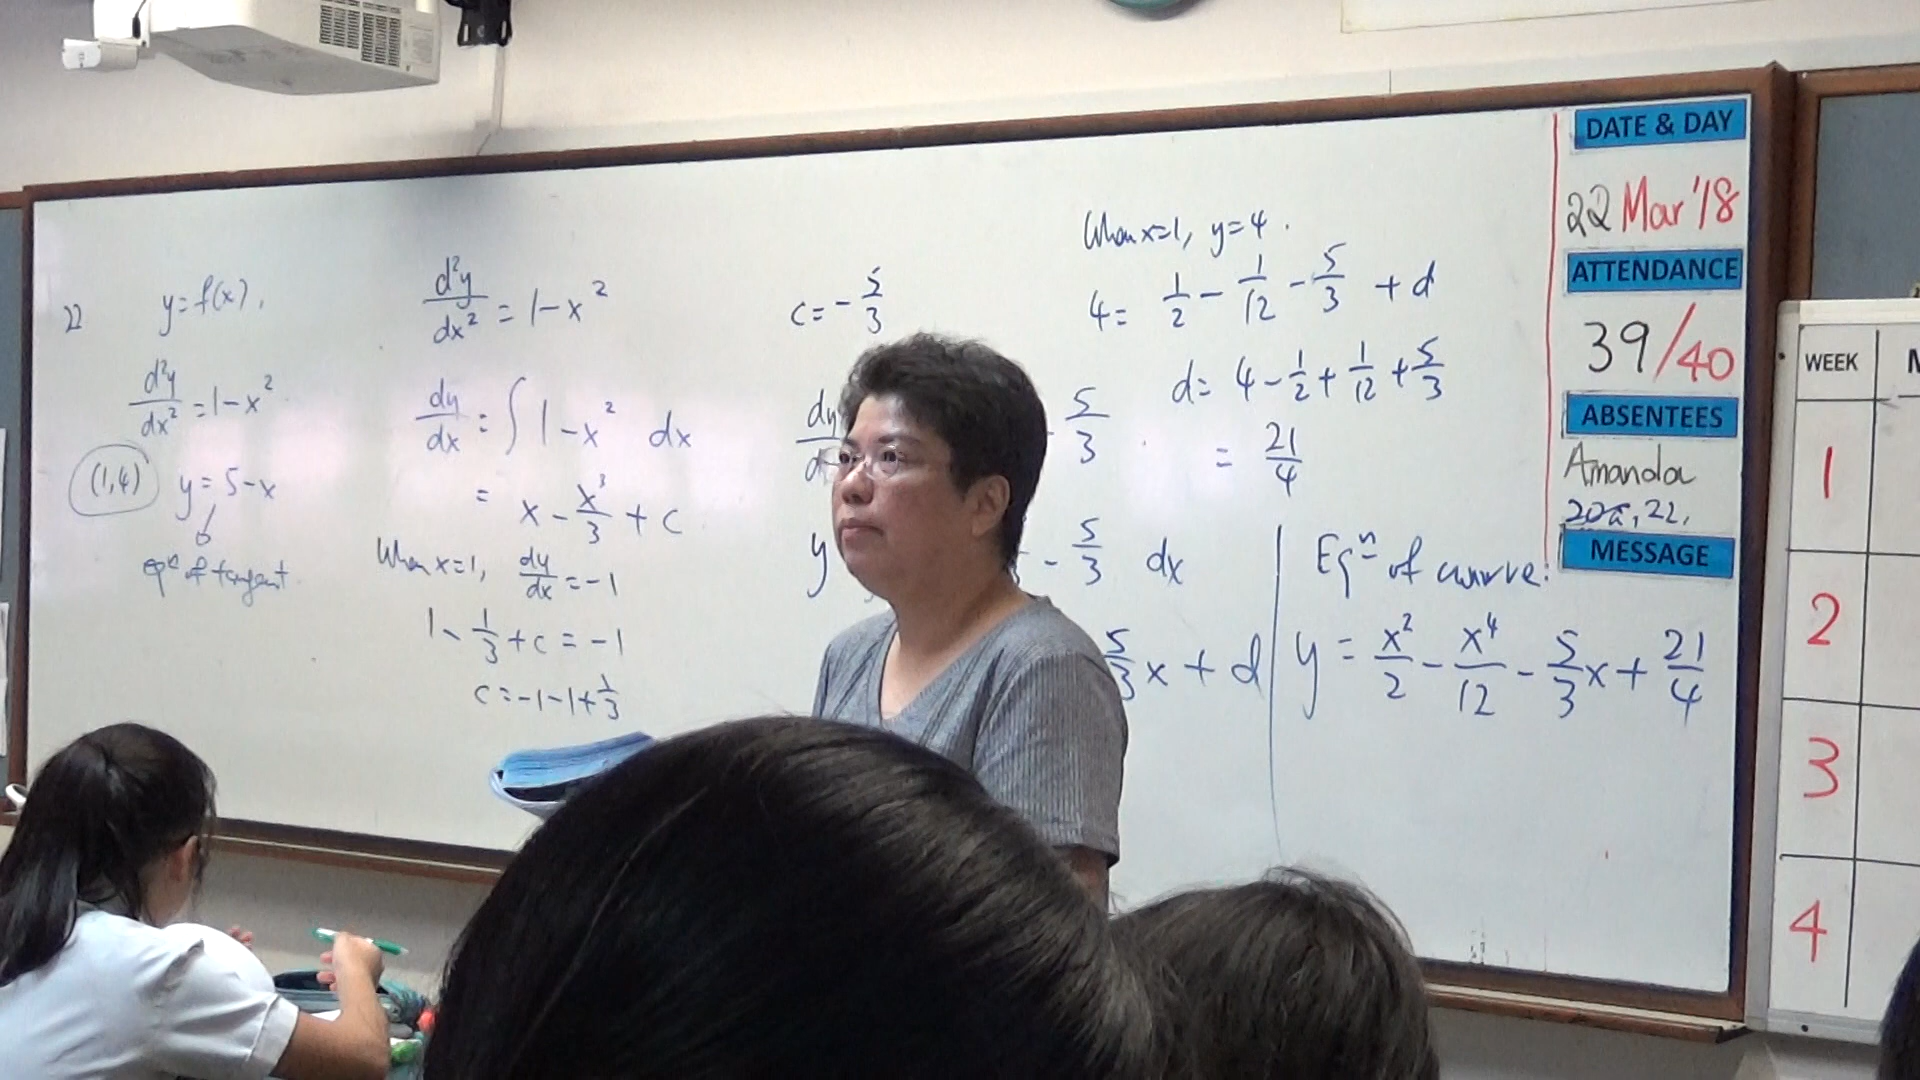 22
y=f(x),
d²y/dx² = 1-x²
(1,4) y=5-x
eqⁿ of tangent
d²y/dx² = 1-x²
dy/dx = ∫ 1-x² dx
= x - x³/3 + c
When x=1, dy/dx = -1
1 - 1/3 + c = -1
c = -1-1+1/3
c = -5/3
dy
5/3
y
- 5/3 dx
5/3 x + d
When x=1, y=4.
4 = 1/2 - 1/12 - 5/3 + d
d = 4 - 1/2 + 1/12 + 5/3
= 21/4
Eqⁿ of curve:
y = x²/2 - x⁴/12 - 5/3 x + 21/4
DATE & DAY
22 Mar '18
ATTENDANCE
39/40
ABSENTEES
Amanda
MESSAGE
WEEK
1
2
3
4